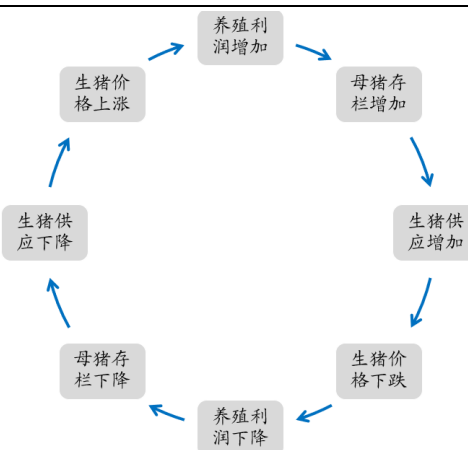 养殖利
润增加
母猪存
栏增加
生猪供
应增加
生猪价
格下跌
养殖利
润下降
母猪存
栏下降
生猪供
应下降
生猪价
格上涨